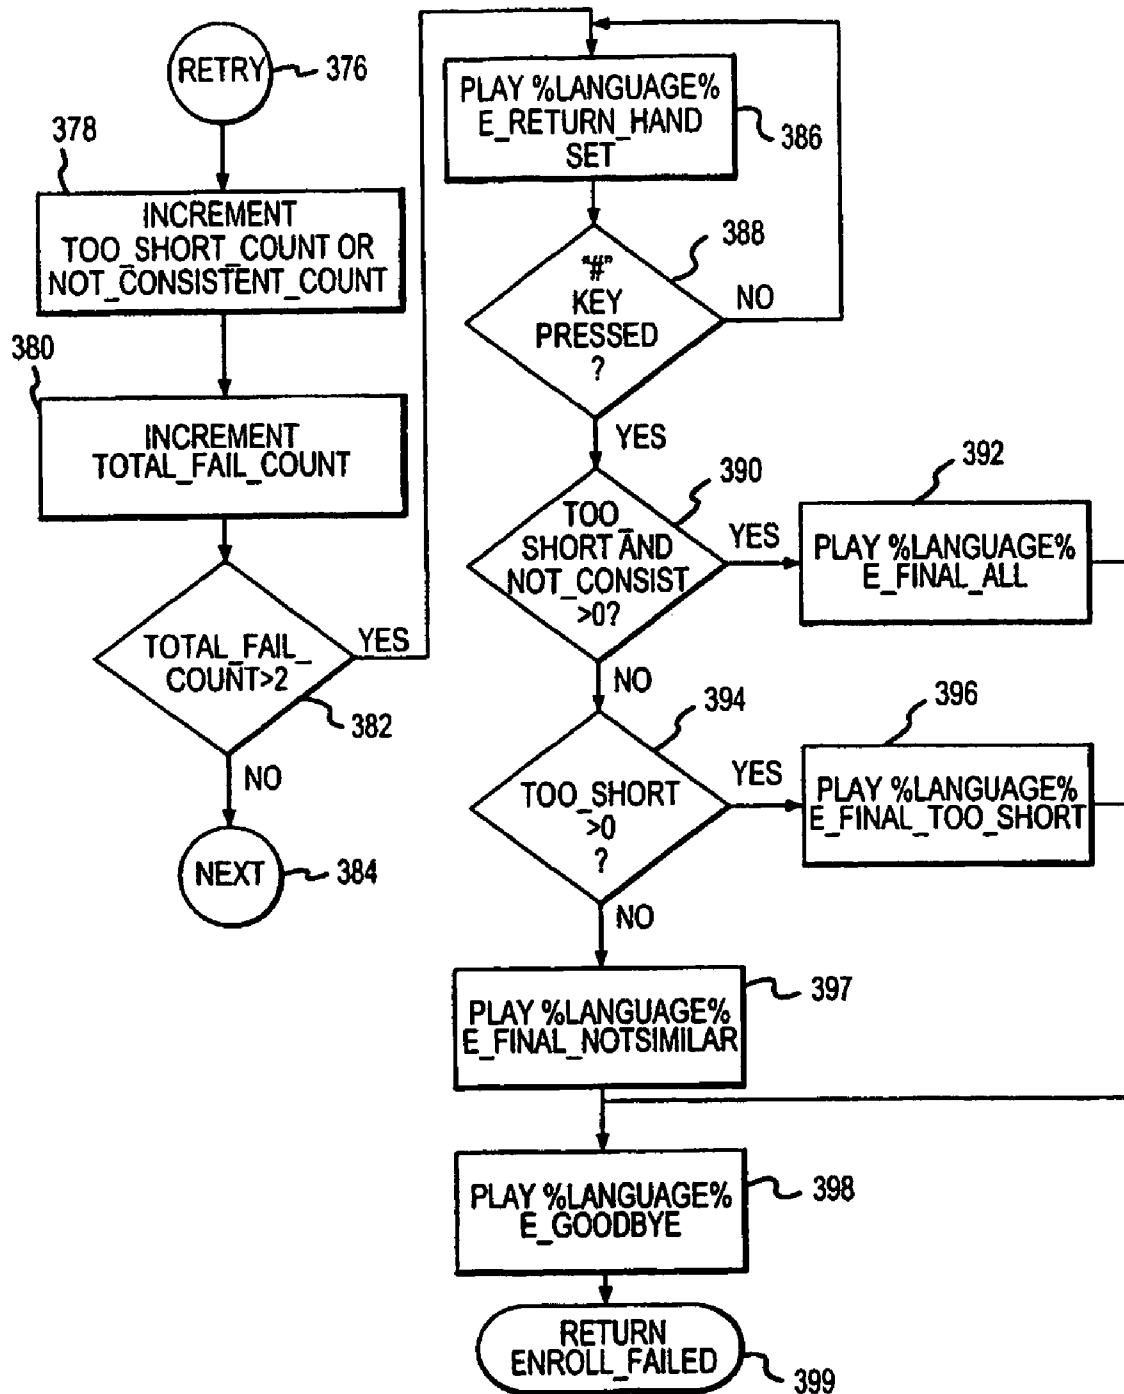 RETRY
376
378
INCREMENT
TOO_SHORT_COUNT OR
NOT_CONSISTENT_COUNT
380
INCREMENT
TOTAL_FAIL_COUNT
TOTAL_FAIL_
COUNT>2
YES
382
NO
NEXT
384
PLAY %LANGUAGE%
E_RETURN_HAND
SET
386
"#"
KEY
PRESSED
?
388
NO
YES
390
TOO_
SHORT AND
NOT_CONSIST
>0?
YES
392
PLAY %LANGUAGE%
E_FINAL_ALL
NO
394
TOO_SHORT
>0
?
YES
396
PLAY %LANGUAGE%
E_FINAL_TOO_SHORT
NO
PLAY %LANGUAGE%
E_FINAL_NOTSIMILAR
397
PLAY %LANGUAGE%
E_GOODBYE
398
RETURN
ENROLL_FAILED
399